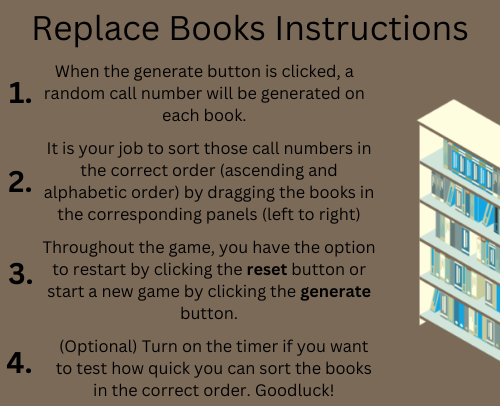 Replace Books Instructions
1. When the generate button is clicked, a
random call number will be generated on
each book.
2. It is your job to sort those call numbers in
the correct order (ascending and
alphabetic order) by dragging the books in
the corresponding panels (left to right)
3. Throughout the game, you have the option
to restart by clicking the reset button or
start a new game by clicking the generate
button.
4. (Optional) Turn on the timer if you want
to test how quick you can sort the books
in the correct order. Goodluck!